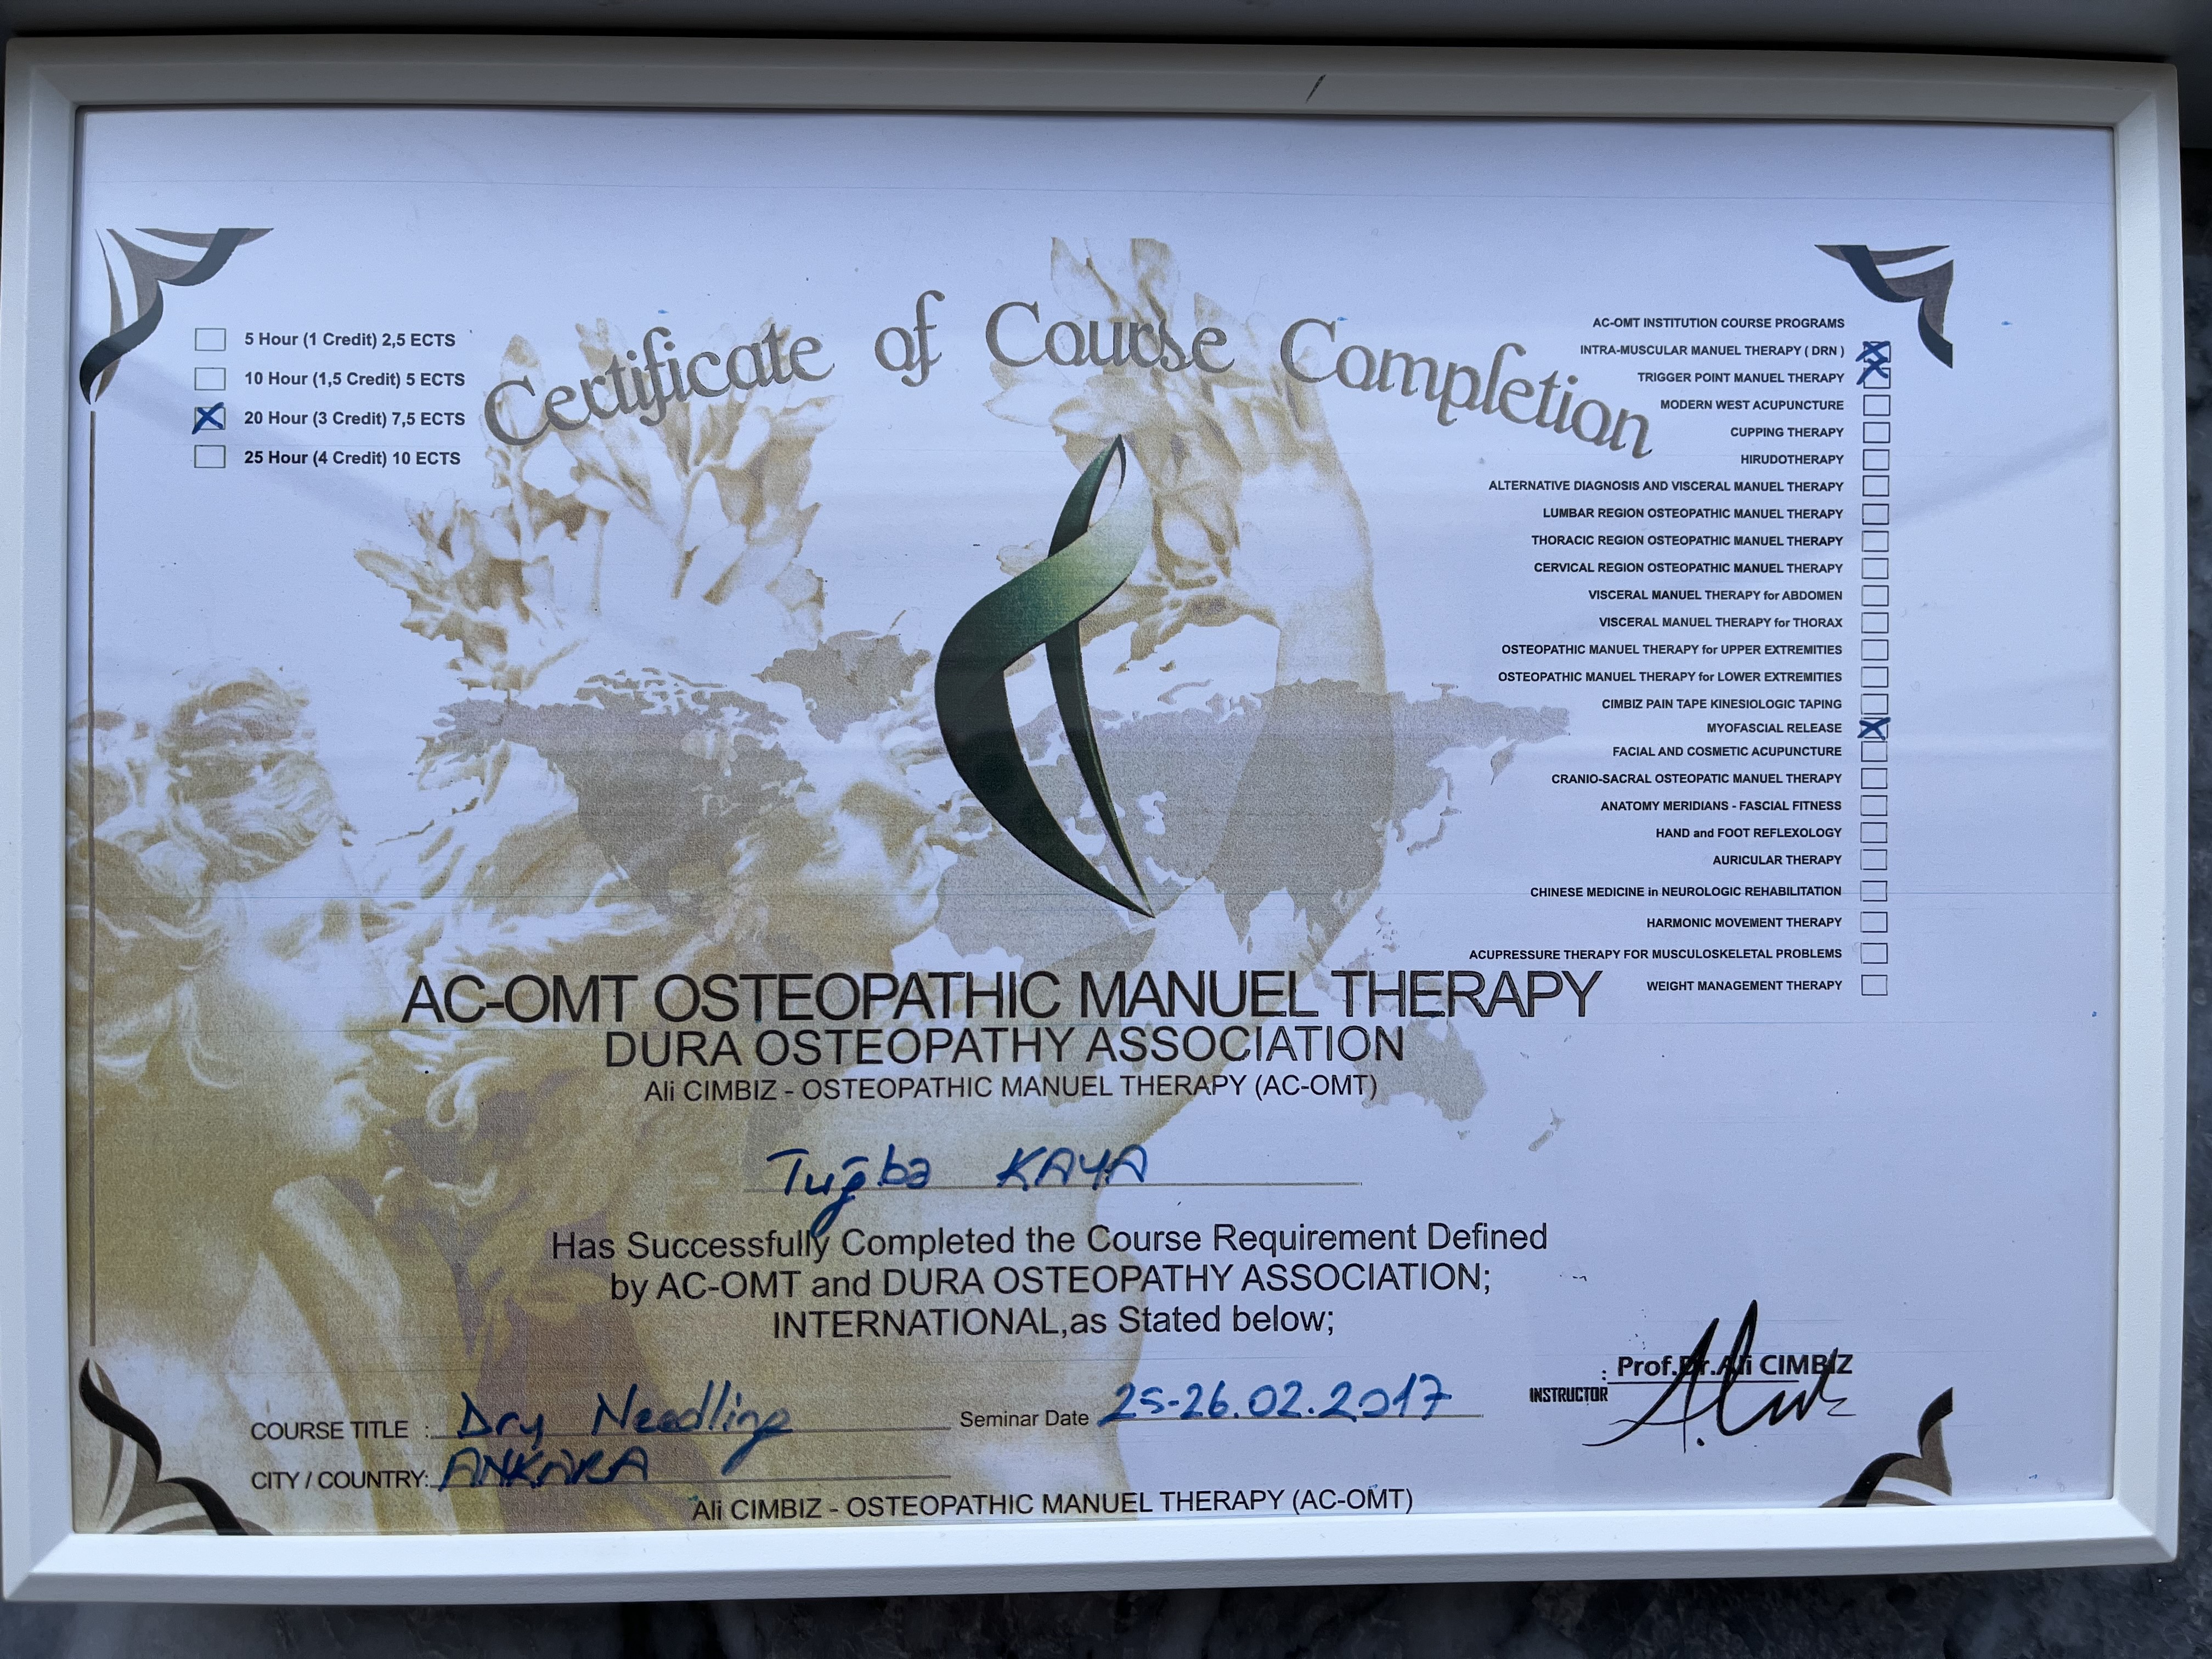 Certificate of Course Completion
5 Hour (1 Credit) 2,5 ECTS
10 Hour (1,5 Credit) 5 ECTS
20 Hour (3 Credit) 7,5 ECTS
25 Hour (4 Credit) 10 ECTS
AC-OMT INSTITUTION COURSE PROGRAMS
INTRA-MUSCULAR MANUEL THERAPY ( DRN )
TRIGGER POINT MANUEL THERAPY
MODERN WEST ACUPUNCTURE
CUPPING THERAPY
HIRUDOTHERAPY
ALTERNATIVE DIAGNOSIS AND VISCERAL MANUEL THERAPY
LUMBAR REGION OSTEOPATHIC MANUEL THERAPY
THORACIC REGION OSTEOPATHIC MANUEL THERAPY
CERVICAL REGION OSTEOPATHIC MANUEL THERAPY
VISCERAL MANUEL THERAPY for ABDOMEN
VISCERAL MANUEL THERAPY for THORAX
OSTEOPATHIC MANUEL THERAPY for UPPER EXTREMITIES
OSTEOPATHIC MANUEL THERAPY for LOWER EXTREMITIES
CIMBIZ PAIN TAPE KINESIOLOGIC TAPING
MYOFASCIAL RELEASE
FACIAL AND COSMETIC ACUPUNCTURE
CRANIO-SACRAL OSTEOPATIC MANUEL THERAPY
ANATOMY MERIDIANS - FASCIAL FITNESS
HAND and FOOT REFLEXOLOGY
AURICULAR THERAPY
CHINESE MEDICINE in NEUROLOGIC REHABILITATION
HARMONIC MOVEMENT THERAPY
ACUPRESSURE THERAPY FOR MUSCULOSKELETAL PROBLEMS
WEIGHT MANAGEMENT THERAPY
AC-OMT OSTEOPATHIC MANUEL THERAPY
DURA OSTEOPATHY ASSOCIATION
Ali CIMBIZ - OSTEOPATHIC MANUEL THERAPY (AC-OMT)
Tuğba KAYA
Has Successfully Completed the Course Requirement Defined
by AC-OMT and DURA OSTEOPATHY ASSOCIATION;
INTERNATIONAL,as Stated below;
COURSE TITLE : Dry Needling
Seminar Date 25-26.02.2017
INSTRUCTOR : Prof.Dr.Ali CIMBIZ
CITY / COUNTRY: ANKARA
Ali CIMBIZ - OSTEOPATHIC MANUEL THERAPY (AC-OMT)